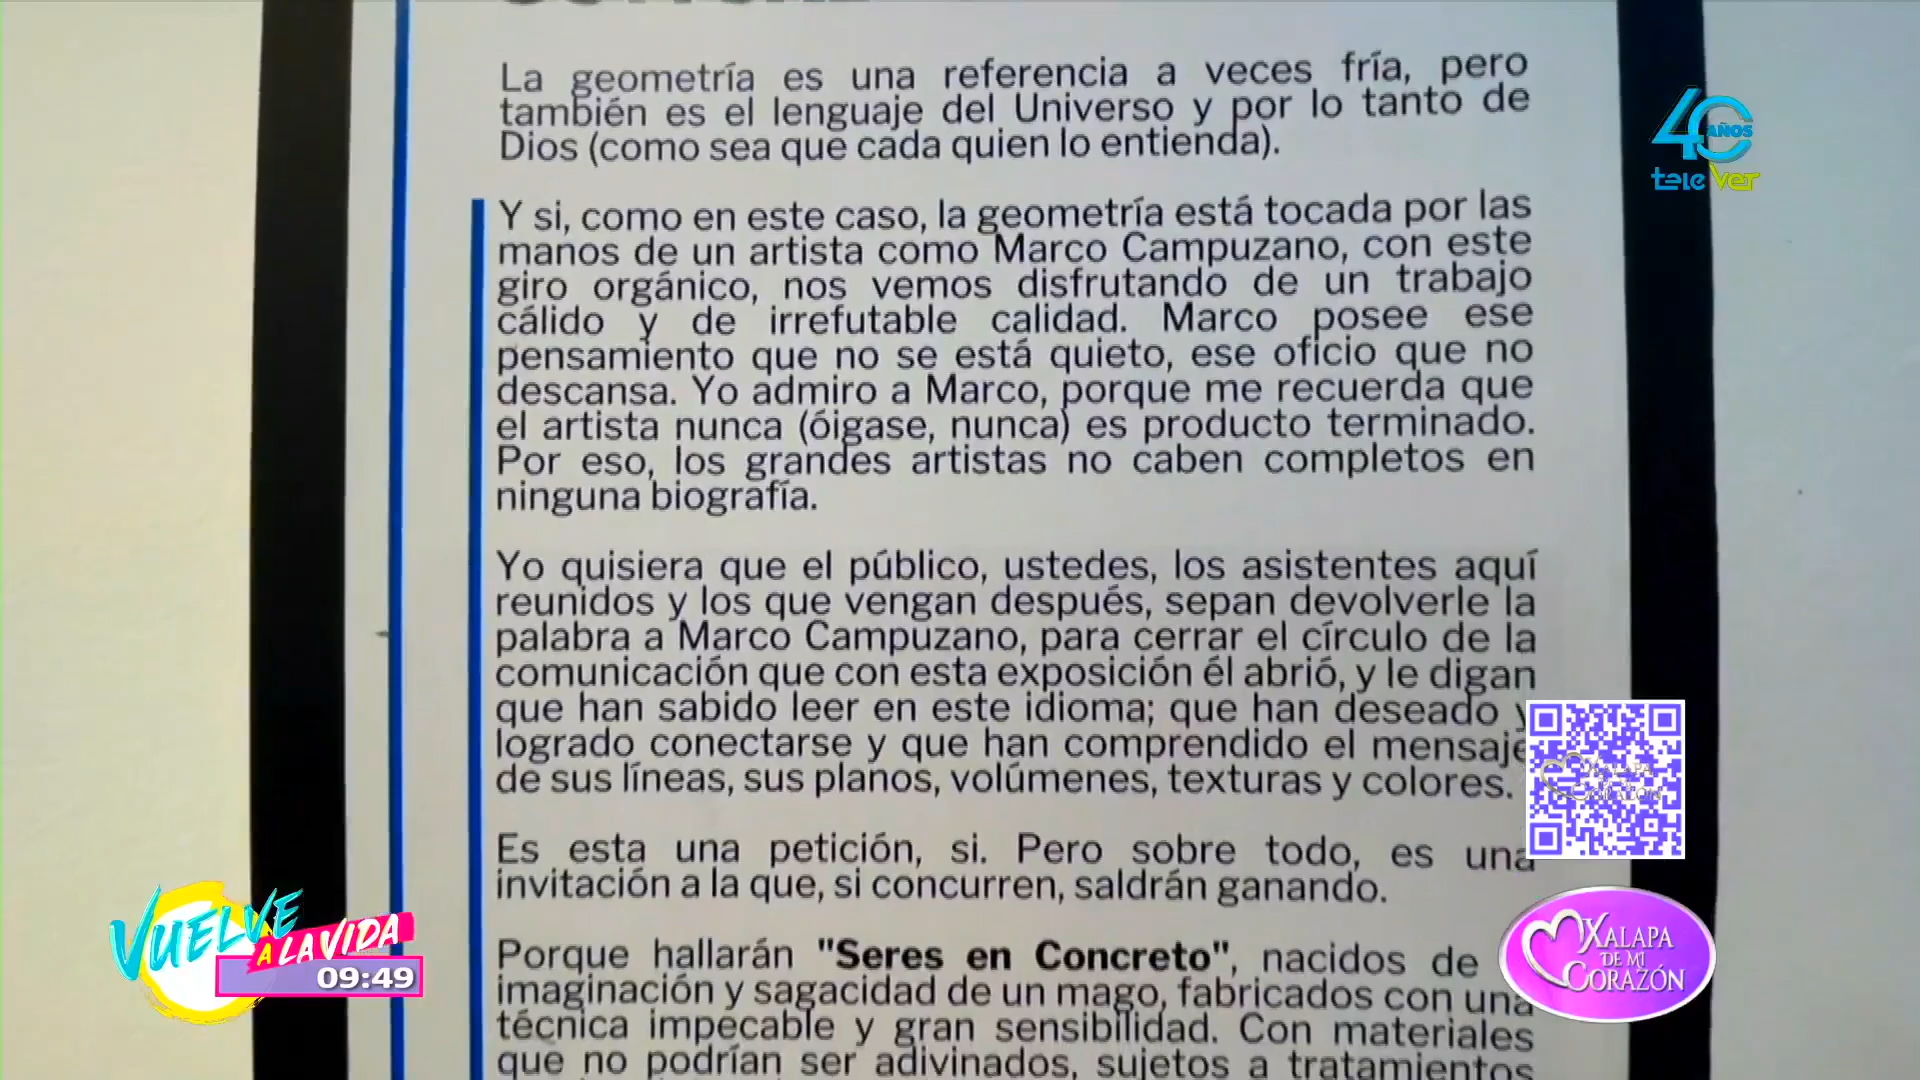 La geometría es una referencia a veces fría, pero
también es el lenguaje del Universo y por lo tanto de
Dios (como sea que cada quien lo entienda).
Y si, como en este caso, la geometría está tocada por las
manos de un artista como Marco Campuzano, con este
giro orgánico, nos vemos disfrutando de un trabajo
cálido y de irrefutable calidad. Marco posee ese
pensamiento que no se está quieto, ese oficio que no
descansa. Yo admiro a Marco, porque me recuerda que
el artista nunca (óigase, nunca) es producto terminado.
Por eso, los grandes artistas no caben completos en
ninguna biografía.
Yo quisiera que el público, ustedes, los asistentes aquí
reunidos y los que vengan después, sepan devolverle la
palabra a Marco Campuzano, para cerrar el círculo de la
comunicación que con esta exposición él abrió, y le digan
que han sabido leer en este idioma; que han deseado y
logrado conectarse y que han comprendido el mensaje
de sus líneas, sus planos, volúmenes, texturas y colores.
Es esta una petición, si. Pero sobre todo, es una
invitación a la que, si concurren, saldrán ganando.
Porque hallarán "Seres en Concreto", nacidos de
imaginación y sagacidad de un mago, fabricados con una
técnica impecable y gran sensibilidad. Con materiales
que no podrían ser adivinados, sujetos a tratamientos
40 AÑOS
teleVer
XALAPA
CORAZÓN
VUELVE
A LA VIDA
09:49
XALAPA
DE MI
CORAZÓN